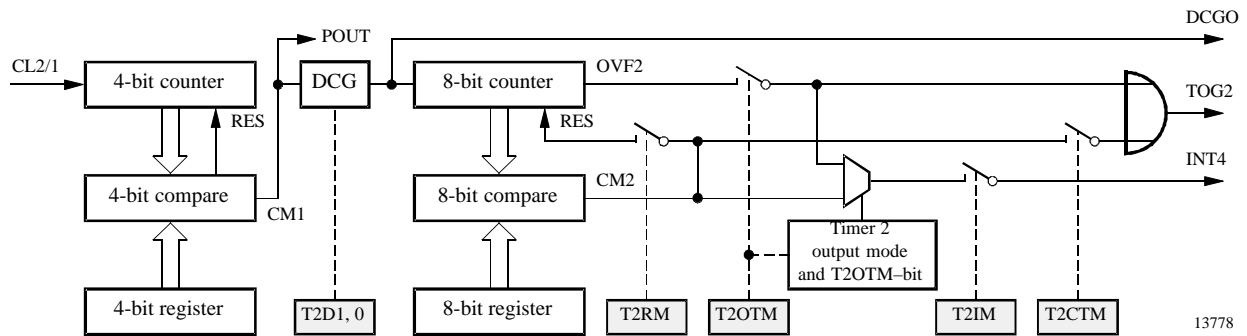 DCGO
POUT
CL2/1
4-bit counter
DCG
8-bit counter
OVF2
TOG2
RES
RES
INT4
4-bit compare
CM1
8-bit compare
CM2
Timer 2
output mode
and T2OTM–bit
4-bit register
T2D1, 0
8-bit register
T2RM
T2OTM
T2IM
T2CTM
13778